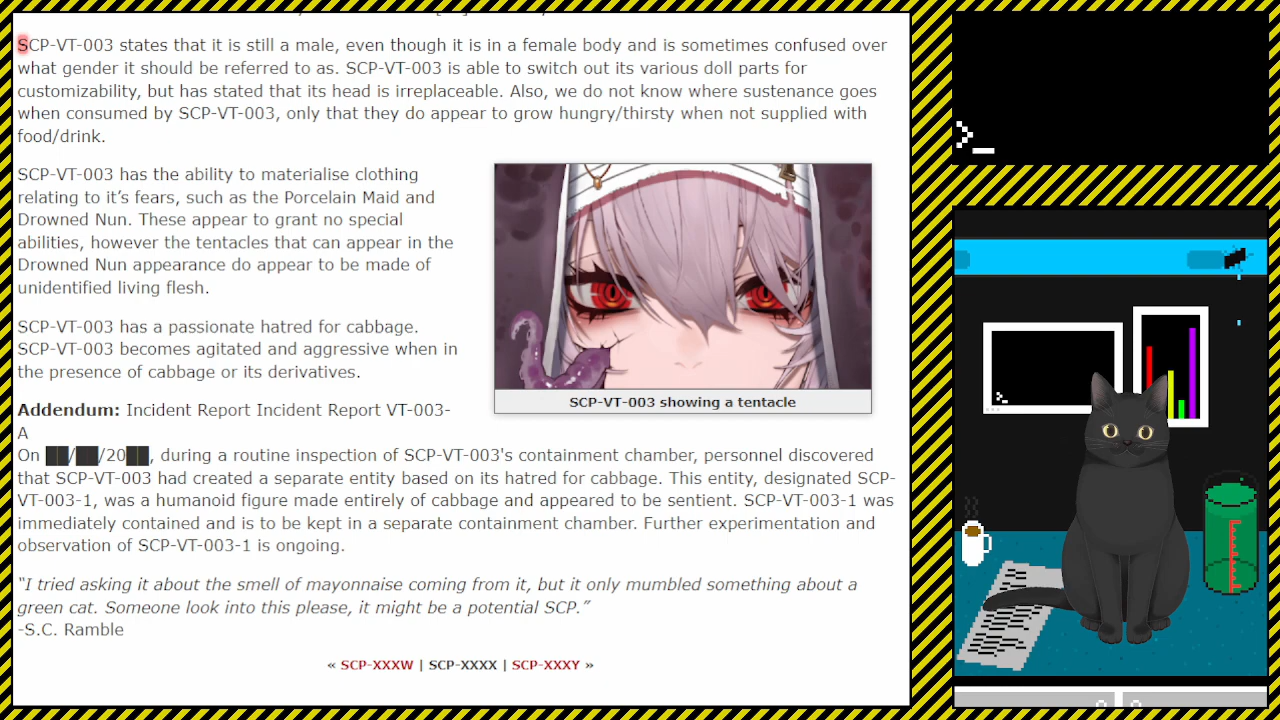 SCP-VT-003 states that it is still a male, even though it is in a female body and is sometimes confused over
what gender it should be referred to as. SCP-VT-003 is able to switch out its various doll parts for
customizability, but has stated that its head is irreplaceable. Also, we do not know where sustenance goes
when consumed by SCP-VT-003, only that they do appear to grow hungry/thirsty when not supplied with
food/drink.
SCP-VT-003 has the ability to materialise clothing
relating to it’s fears, such as the Porcelain Maid and
Drowned Nun. These appear to grant no special
abilities, however the tentacles that can appear in the
Drowned Nun appearance do appear to be made of
unidentified living flesh.
SCP-VT-003 has a passionate hatred for cabbage.
SCP-VT-003 becomes agitated and aggressive when in
the presence of cabbage or its derivatives.
SCP-VT-003 showing a tentacle
Addendum: Incident Report Incident Report VT-003-
A
On ██/██/20██, during a routine inspection of SCP-VT-003's containment chamber, personnel discovered
that SCP-VT-003 had created a separate entity based on its hatred for cabbage. This entity, designated SCP-
VT-003-1, was a humanoid figure made entirely of cabbage and appeared to be sentient. SCP-VT-003-1 was
immediately contained and is to be kept in a separate containment chamber. Further experimentation and
observation of SCP-VT-003-1 is ongoing.
“I tried asking it about the smell of mayonnaise coming from it, but it only mumbled something about a
green cat. Someone look into this please, it might be a potential SCP.”
-S.C. Ramble
« SCP-XXXW | SCP-XXXX | SCP-XXXY »
>_